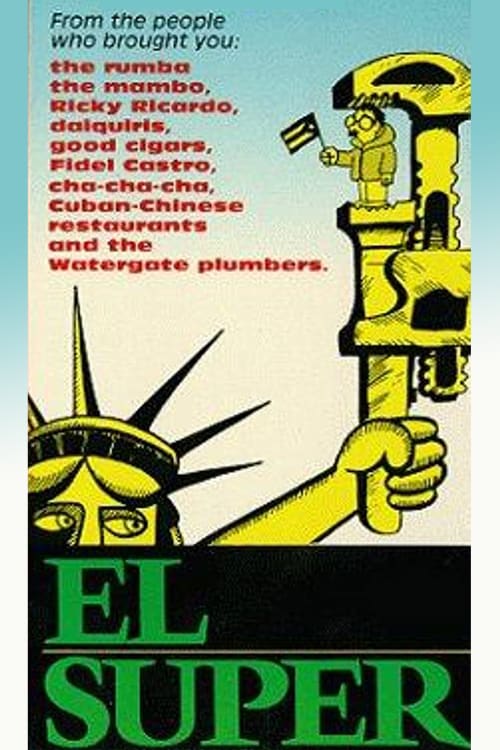 From the people
who brought you:
the rumba
the mambo,
Ricky Ricardo,
daiquiris,
good cigars,
Fidel Castro,
cha-cha-cha,
Cuban-Chinese
restaurants
and the
Watergate plumbers.
EL
SUPER